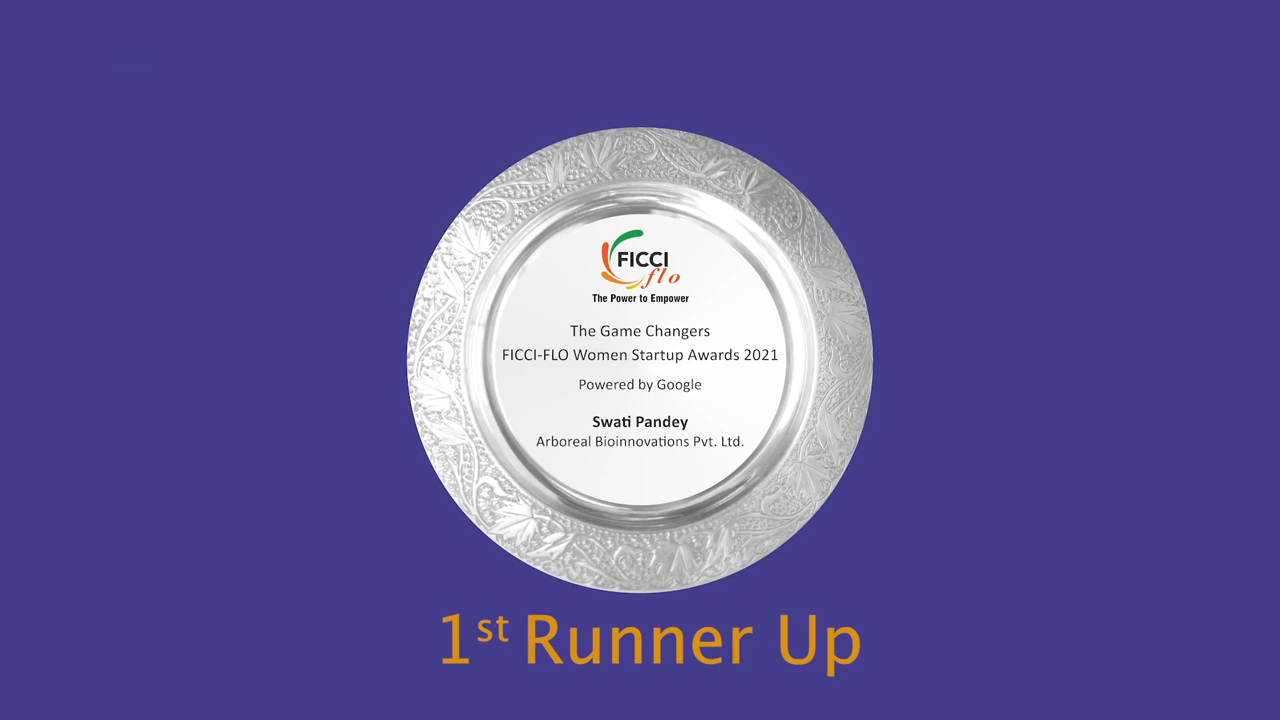 FICCI
flo
The Power to Empower
The Game Changers
FICCI-FLO Women Startup Awards 2021
Powered by Google
Swati Pandey
Arboreal Bioinnovations Pvt. Ltd.
1st Runner Up